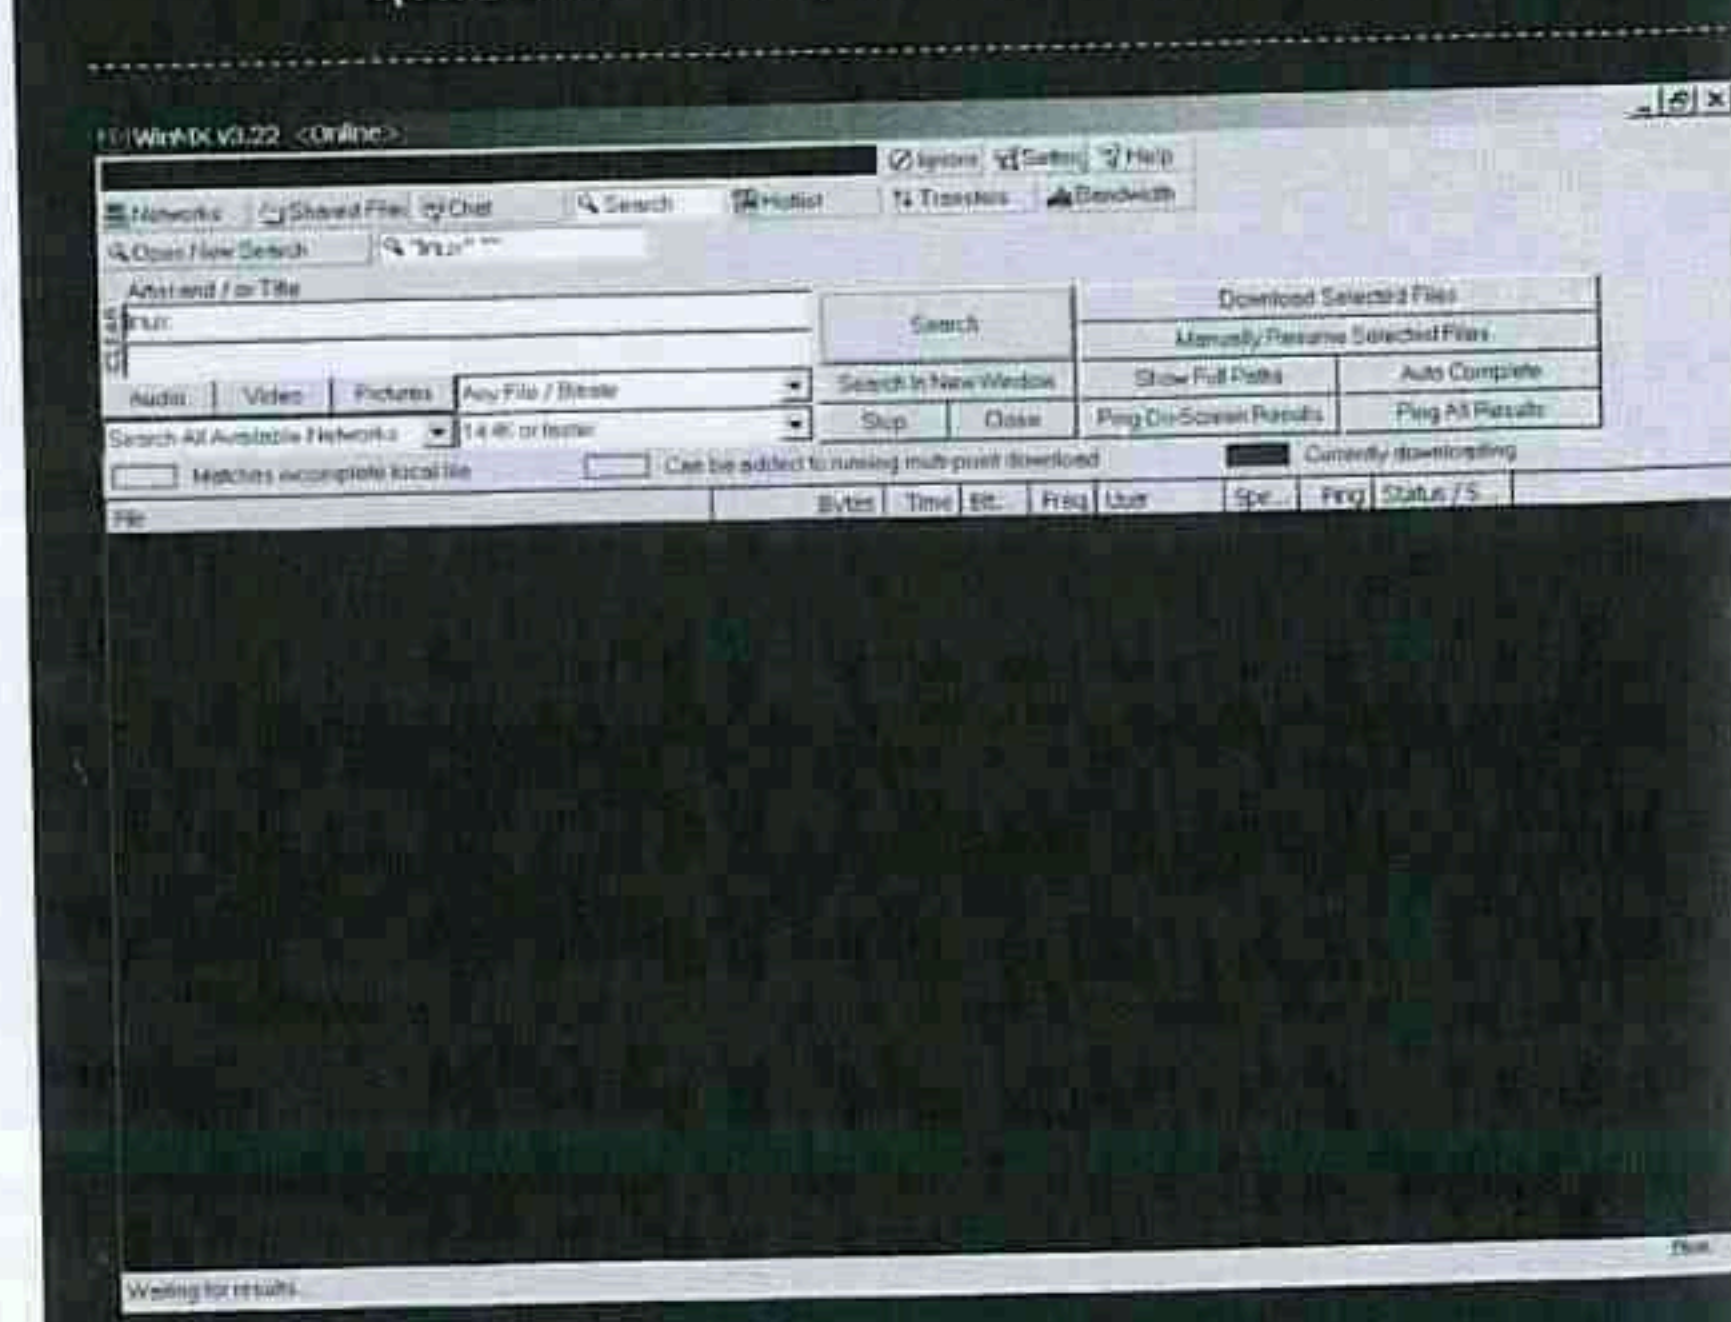 WinMX v3.22 <Online>
Ignore Settings Help
Networks Shared Files Chat Search Hotlist Transfers Bandwidth
Open New Search "linux" ""
Artist and / or Title
linux
Search
Download Selected Files
Manually Resume Selected Files
Audio Video Pictures Any File / Bitrate
Search In New Window
Show Full Paths Auto Complete
Search All Available Networks 14.4K or faster
Stop Close
Ping On-Screen Results Ping All Results
Matches incomplete local file Can be added to running multi-point download Currently downloading
File Bytes Time Bit... Freq User Spe... Ping Status / S...
Waiting for results...